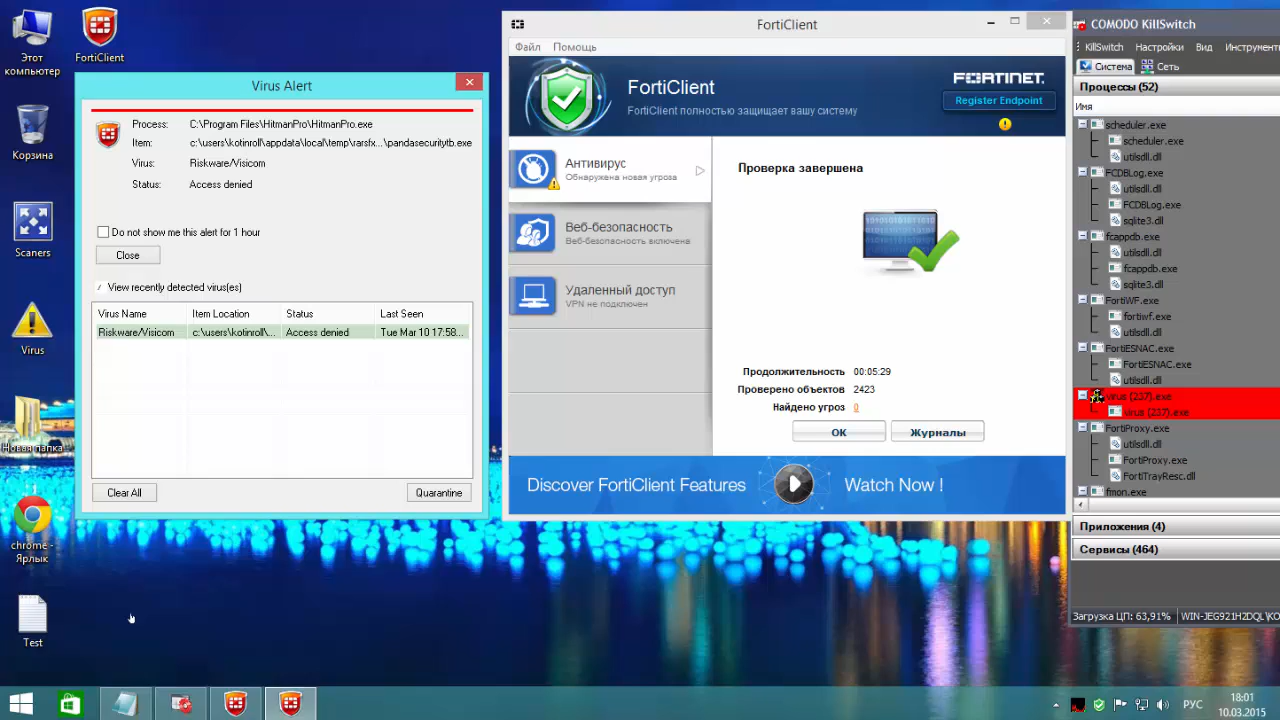 Этот
компьютер
FortiClient
Корзина
Scaners
Virus
Новая папка
chrome -
Ярлык
Test
Virus Alert
Process: C:\Program Files\HitmanPro\HitmanPro.exe
Item: c:\users\kotinroll\appdata\local\temp\rarsfx...\pandasecuritytb.exe
Virus: Riskware/Visicom
Status: Access denied
Do not show me this alert for 1 hour
Close
View recently detected virus(es)
Virus Name Item Location Status Last Seen
Riskware/Visicom c:\users\kotinroll\... Access denied Tue Mar 10 17:58...
Clear All Quarantine
FortiClient
Файл Помощь
FortiClient
FortiClient полностью защищает вашу систему
FORTINET
Register Endpoint
Антивирус
Обнаружена новая угроза
Веб-безопасность
Веб-безопасность включена
Удаленный доступ
VPN не подключен
Проверка завершена
Продолжительность 00:05:29
Проверено объектов 2423
Найдено угроз 0
OK Журналы
Discover FortiClient Features Watch Now !
COMODO KillSwitch
KillSwitch Настройки Вид Инструмент
Система Сеть
Процессы (52)
Имя
scheduler.exe
scheduler.exe
utilsdll.dll
FCDBLog.exe
utilsdll.dll
FCDBLog.exe
sqlite3.dll
fcappdb.exe
utilsdll.dll
fcappdb.exe
sqlite3.dll
FortiWF.exe
fortiwf.exe
utilsdll.dll
FortiESNAC.exe
FortiESNAC.exe
utilsdll.dll
virus (237).exe
virus (237).exe
FortiProxy.exe
utilsdll.dll
FortiProxy.exe
FortiTrayResc.dll
fmon.exe
Приложения (4)
Сервисы (464)
Загрузка ЦП: 63,91% WIN-JEG921H2DQL\KO
РУС
18:01
10.03.2015